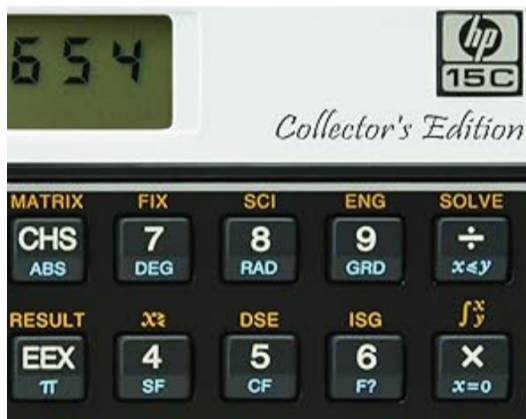 654
hp
15C
Collector's Edition
MATRIX FIX SCI ENG SOLVE
CHS 7 8 9 ÷
ABS DEG RAD GRD x≤y
RESULT x≷ DSE ISG ∫xy
EEX 4 5 6 ×
π SF CF F? x=0